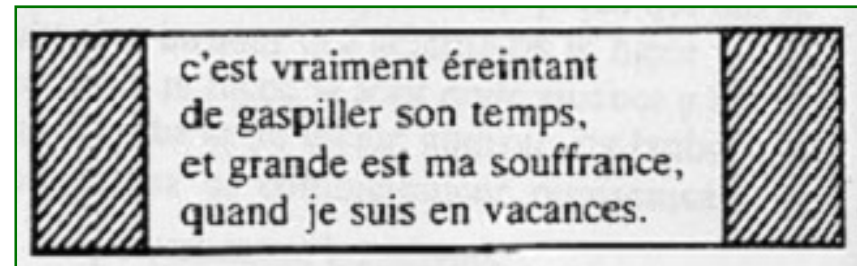 c'est vraiment éreintant
de gaspiller son temps,
et grande est ma souffrance,
quand je suis en vacances.